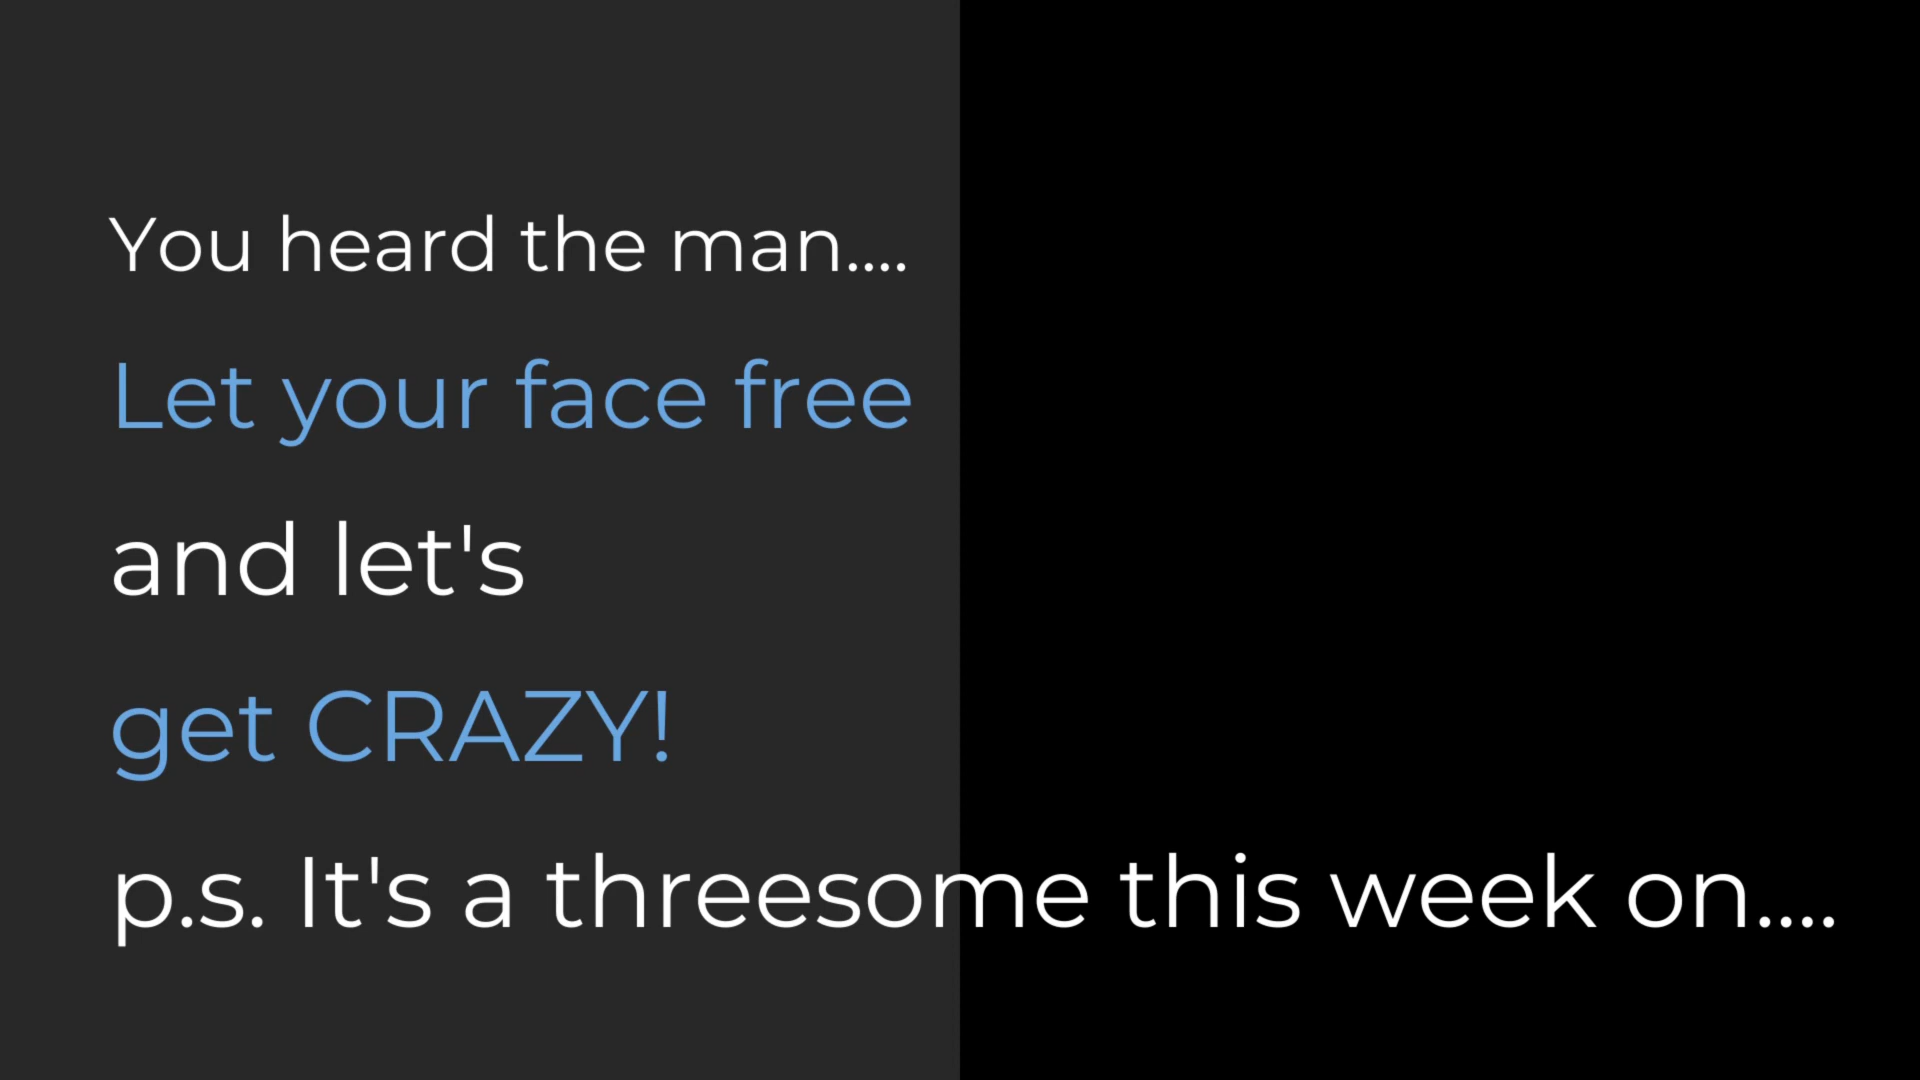 You heard the man....
Let your face free
and let's
get CRAZY!
p.s. It's a threesome this week on....